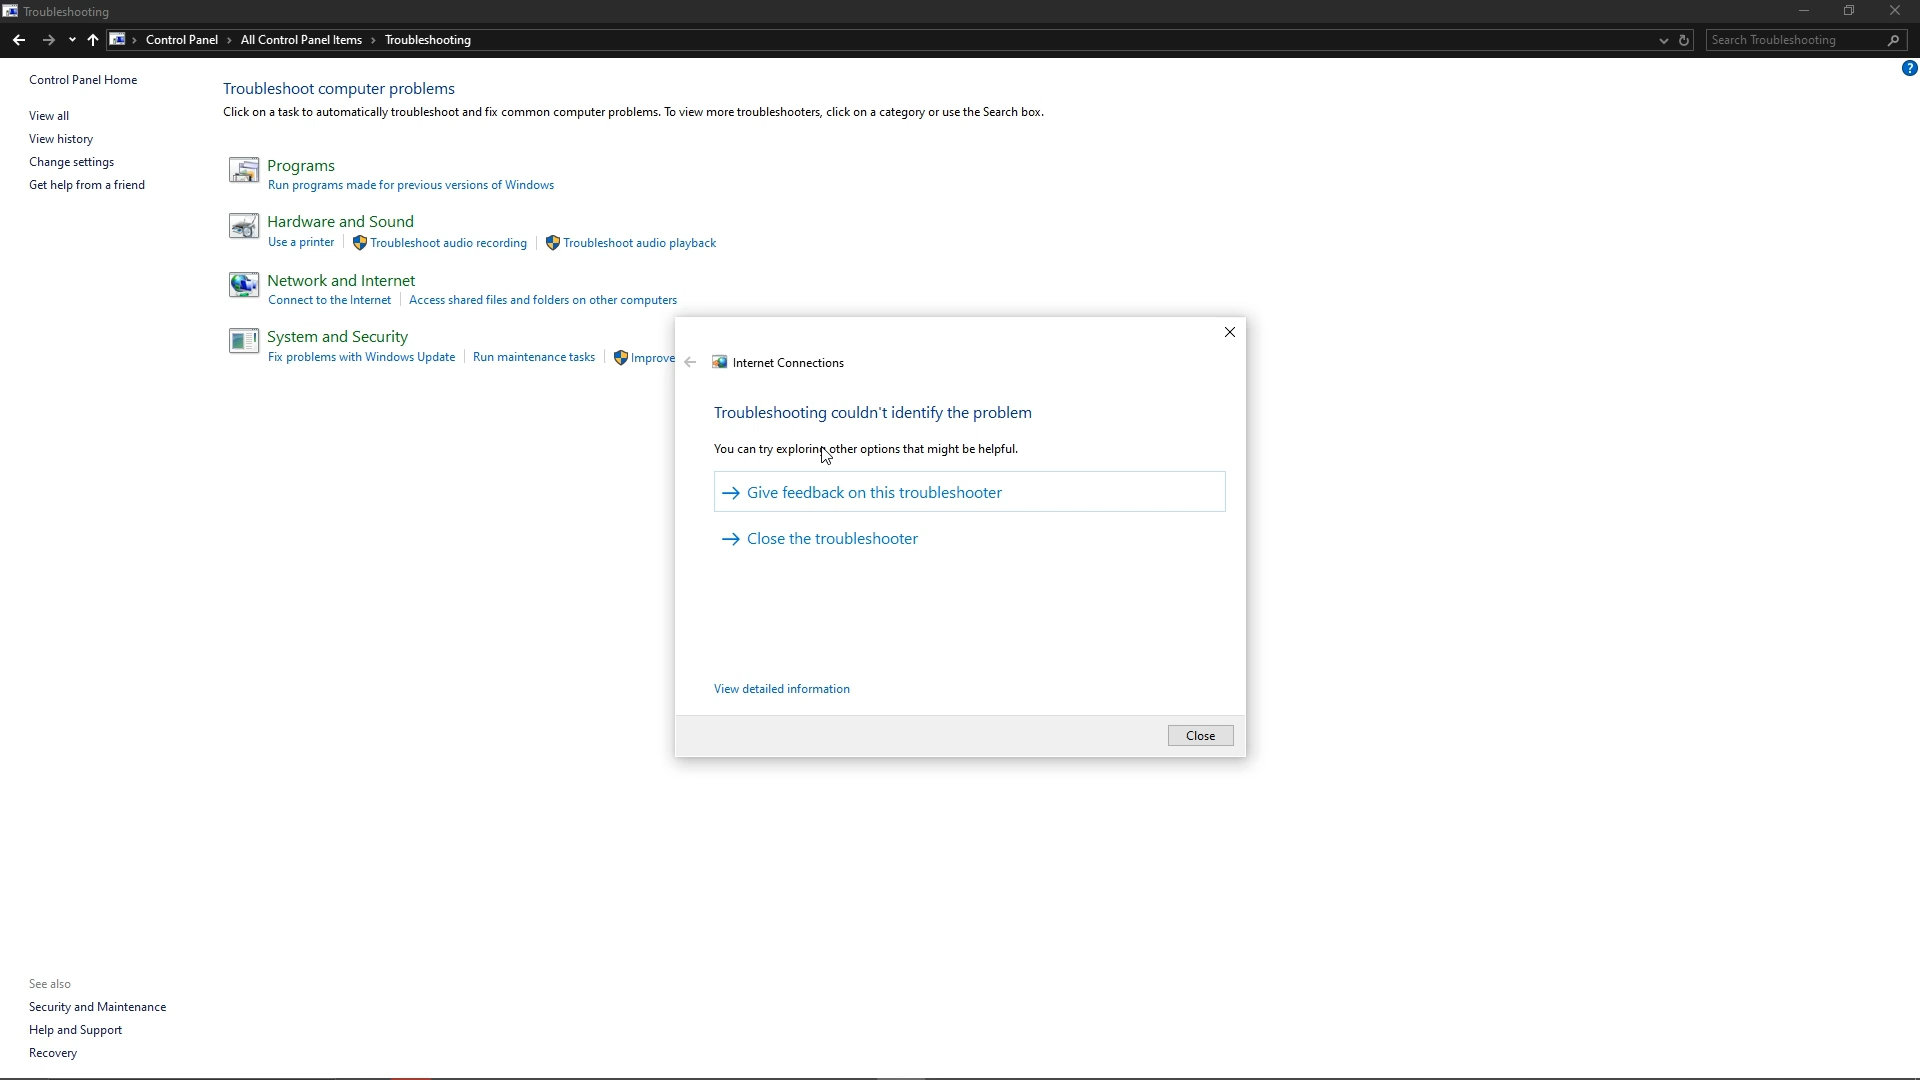 Troubleshooting
Control Panel > All Control Panel Items > Troubleshooting
Search Troubleshooting
Control Panel Home
View all
View history
Change settings
Get help from a friend
Troubleshoot computer problems
Click on a task to automatically troubleshoot and fix common computer problems. To view more troubleshooters, click on a category or use the Search box.
Programs
Run programs made for previous versions of Windows
Hardware and Sound
Use a printer | Troubleshoot audio recording | Troubleshoot audio playback
Network and Internet
Connect to the Internet | Access shared files and folders on other computers
System and Security
Fix problems with Windows Update | Run maintenance tasks | Improve
Internet Connections
Troubleshooting couldn't identify the problem
You can try exploring other options that might be helpful.
Give feedback on this troubleshooter
Close the troubleshooter
View detailed information
Close
See also
Security and Maintenance
Help and Support
Recovery